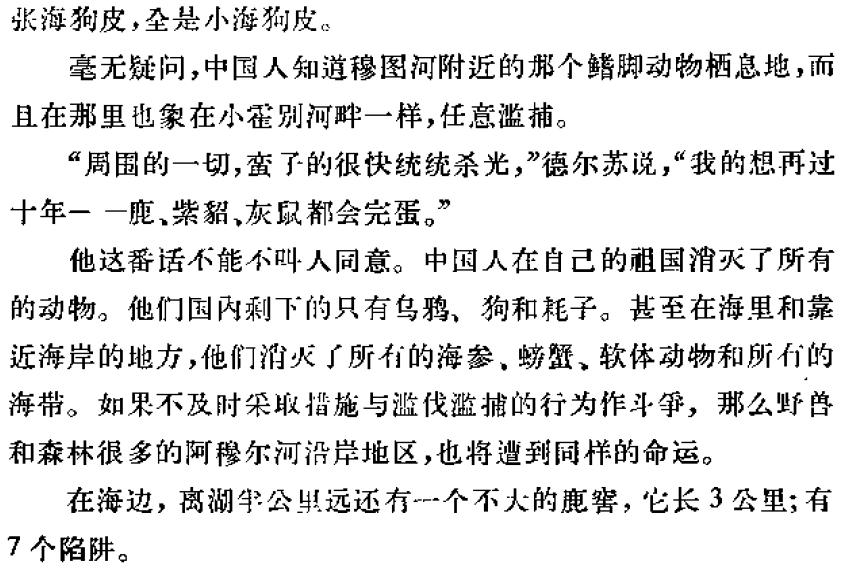 张海狗皮，全是小海狗皮。
毫无疑问，中国人知道穆图河附近的那个鳍脚动物栖息地，而
且在那里也象在小霍别河畔一样，任意滥捕。
“周围的一切，蛮子的很快统统杀光，”德尔苏说，“我的想再过
十年— —鹿、紫貂、灰鼠都会完蛋。”
他这番话不能不叫人同意。中国人在自己的祖国消灭了所有
的动物。他们国内剩下的只有乌鸦、狗和耗子。甚至在海里和靠
近海岸的地方，他们消灭了所有的海参、螃蟹、软体动物和所有的
海带。如果不及时采取措施与滥伐滥捕的行为作斗争，那么野兽
和森林很多的阿穆尔河沿岸地区，也将遭到同样的命运。
在海边，离湖半公里远还有一个不大的鹿窖，它长3公里；有
7个陷阱。